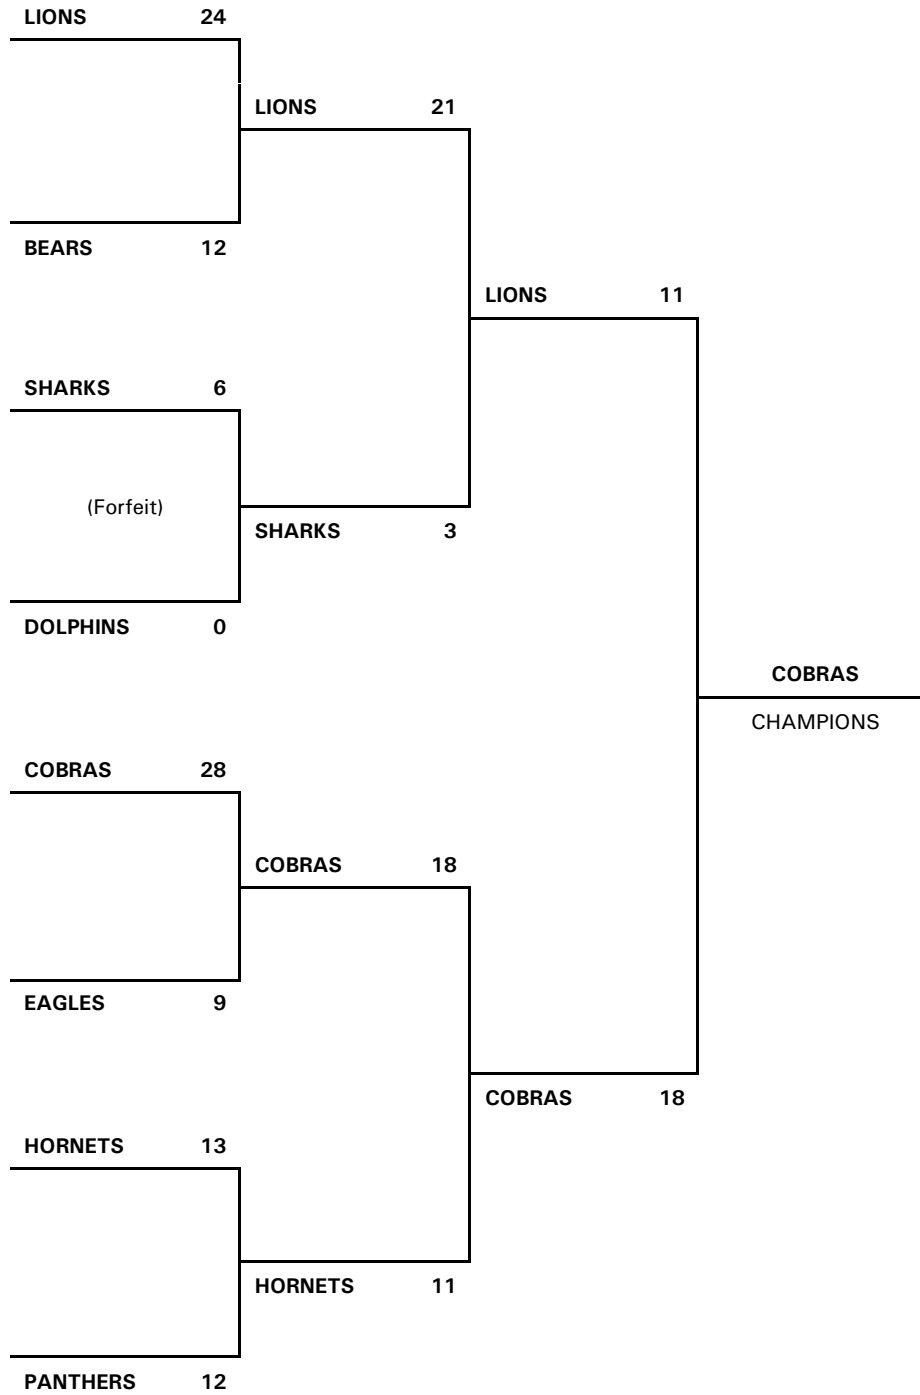 LIONS 24
LIONS 21
BEARS 12
LIONS 11
SHARKS 6
(Forfeit)
SHARKS 3
DOLPHINS 0
COBRAS
CHAMPIONS
COBRAS 28
COBRAS 18
EAGLES 9
COBRAS 18
HORNETS 13
HORNETS 11
PANTHERS 12